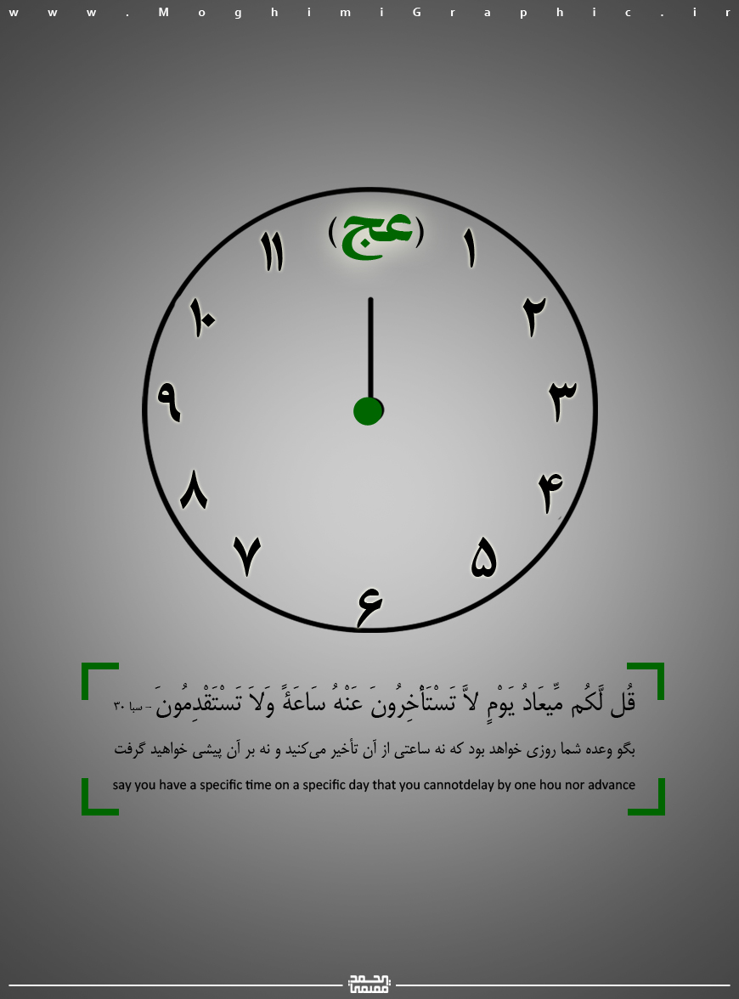 www.MoghimiGraphic.ir
(عج)
۱۱ ۱
۱۰ ۲
۹ ۳
۸ ۴
۷ ۵
۶
قُل لَّكُم مِّيعَادُ يَوْمٍ لاَّ تَسْتَأْخِرُونَ عَنْهُ سَاعَةً وَلاَ تَسْتَقْدِمُونَ – سبا ۳۰
بگو وعده شما روزی خواهد بود که نه ساعتی از آن تأخیر می‌کنید و نه بر آن پیشی خواهید گرفت
say you have a specific time on a specific day that you cannotdelay by one hou nor advance
محمد
مقیمی